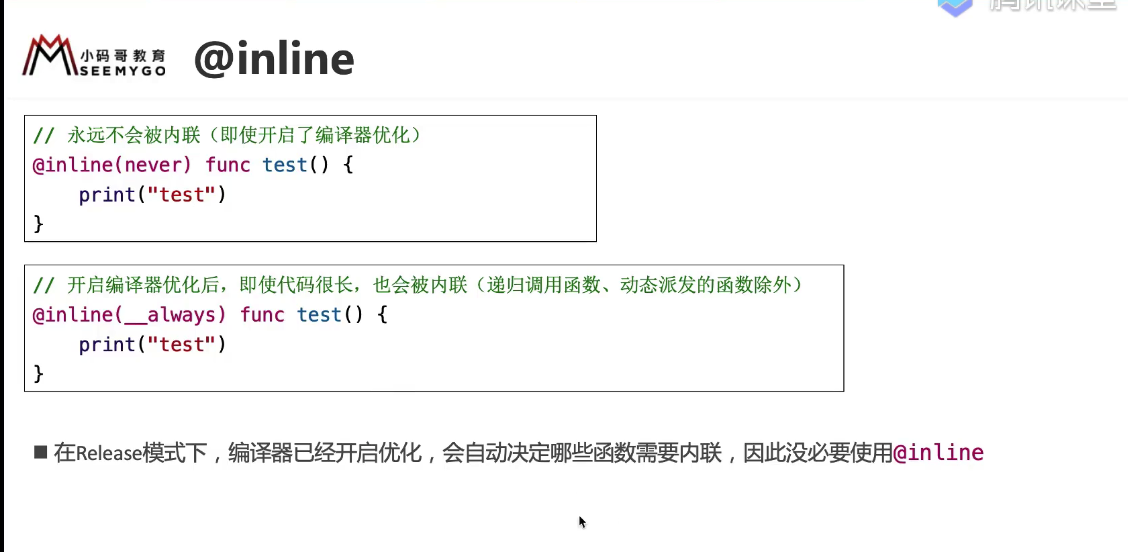 腾讯课堂
小码哥教育
SEEMYGO
@inline
// 永远不会被内联（即使开启了编译器优化）
@inline(never) func test() {
    print("test")
}
// 开启编译器优化后，即使代码很长，也会被内联（递归调用函数、动态派发的函数除外）
@inline(__always) func test() {
    print("test")
}
■ 在Release模式下，编译器已经开启优化，会自动决定哪些函数需要内联，因此没必要使用@inline